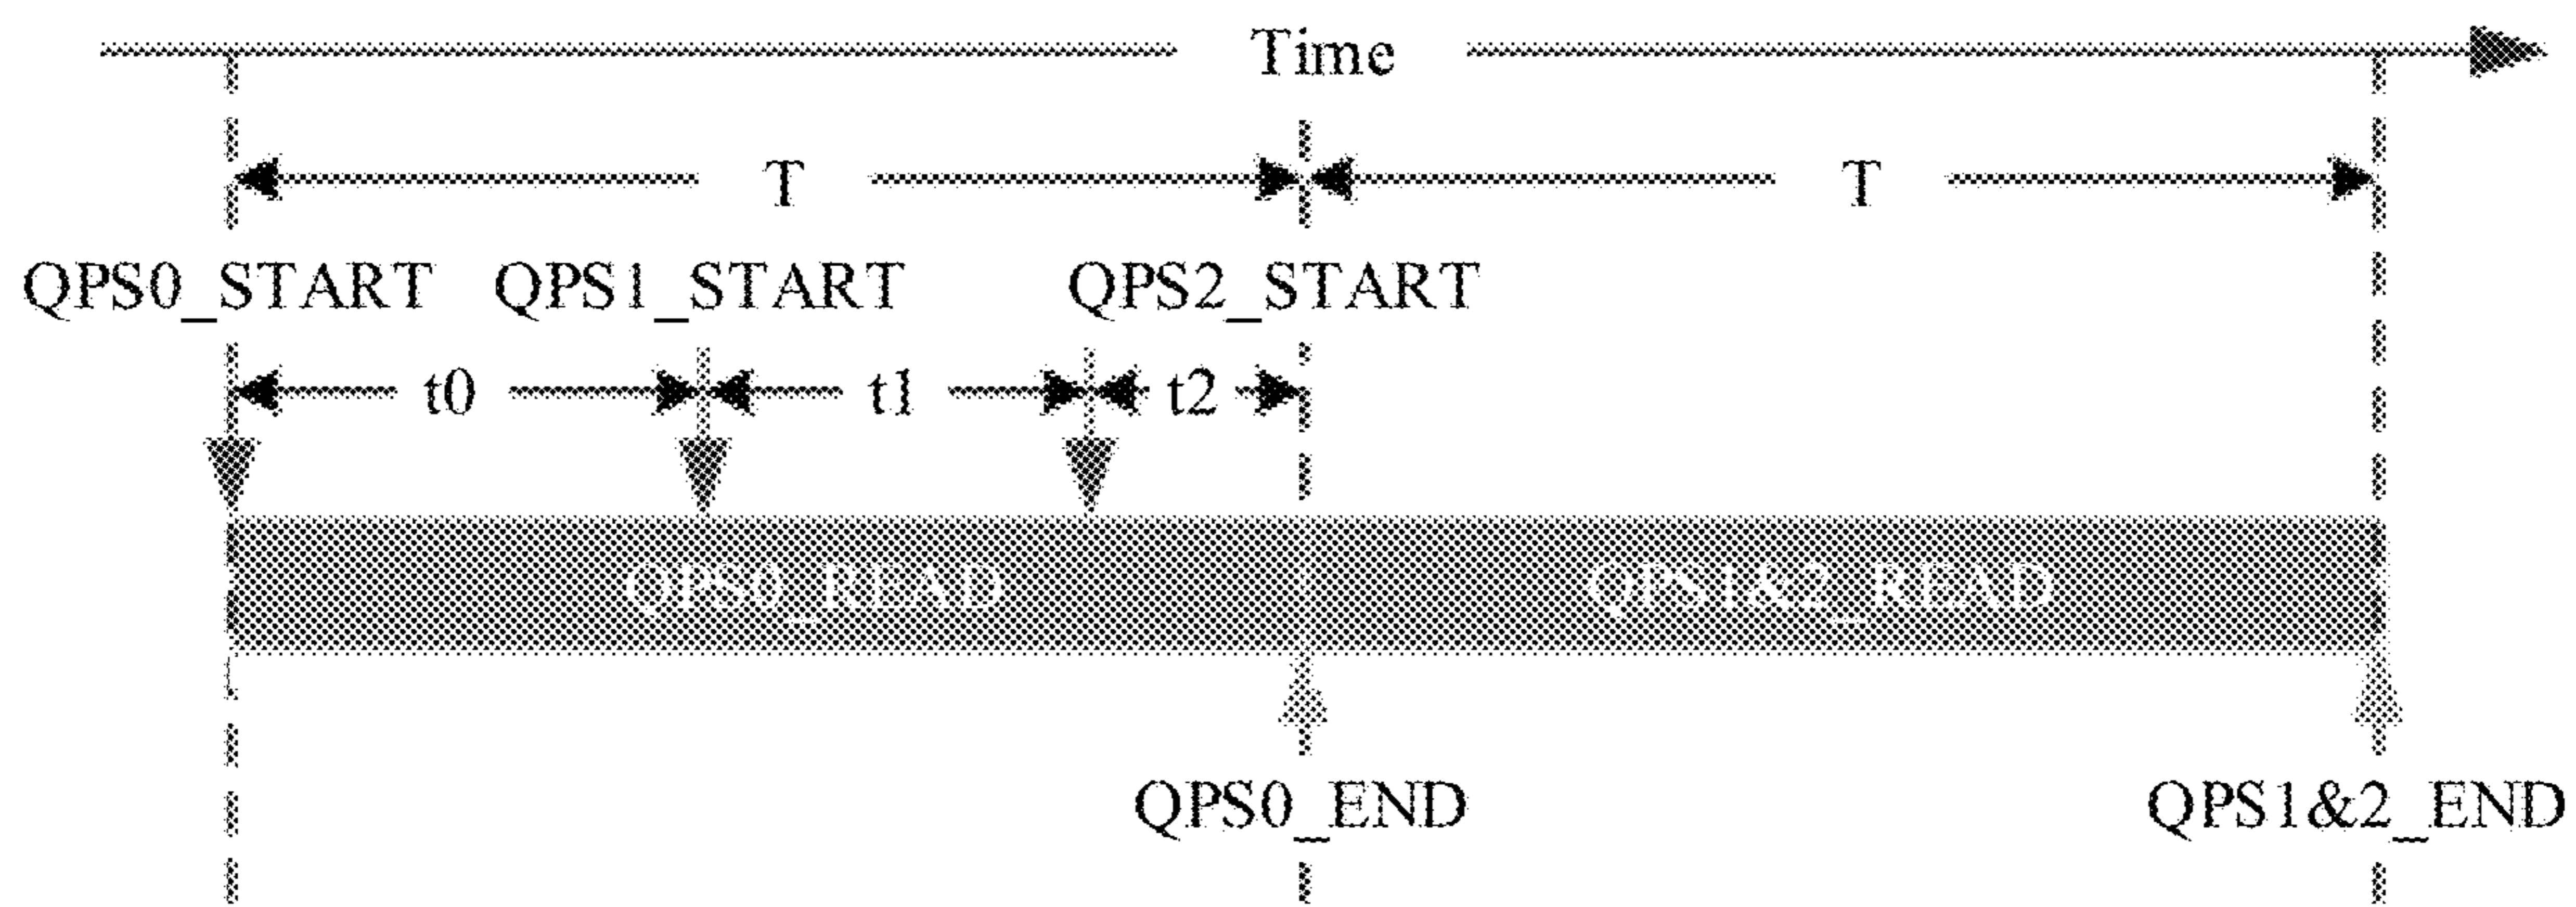 Time
T T
QPS0_START QPS1_START QPS2_START
t0 t1 t2
QPS0_READ QPS1&2_READ
QPS0_END QPS1&2_END